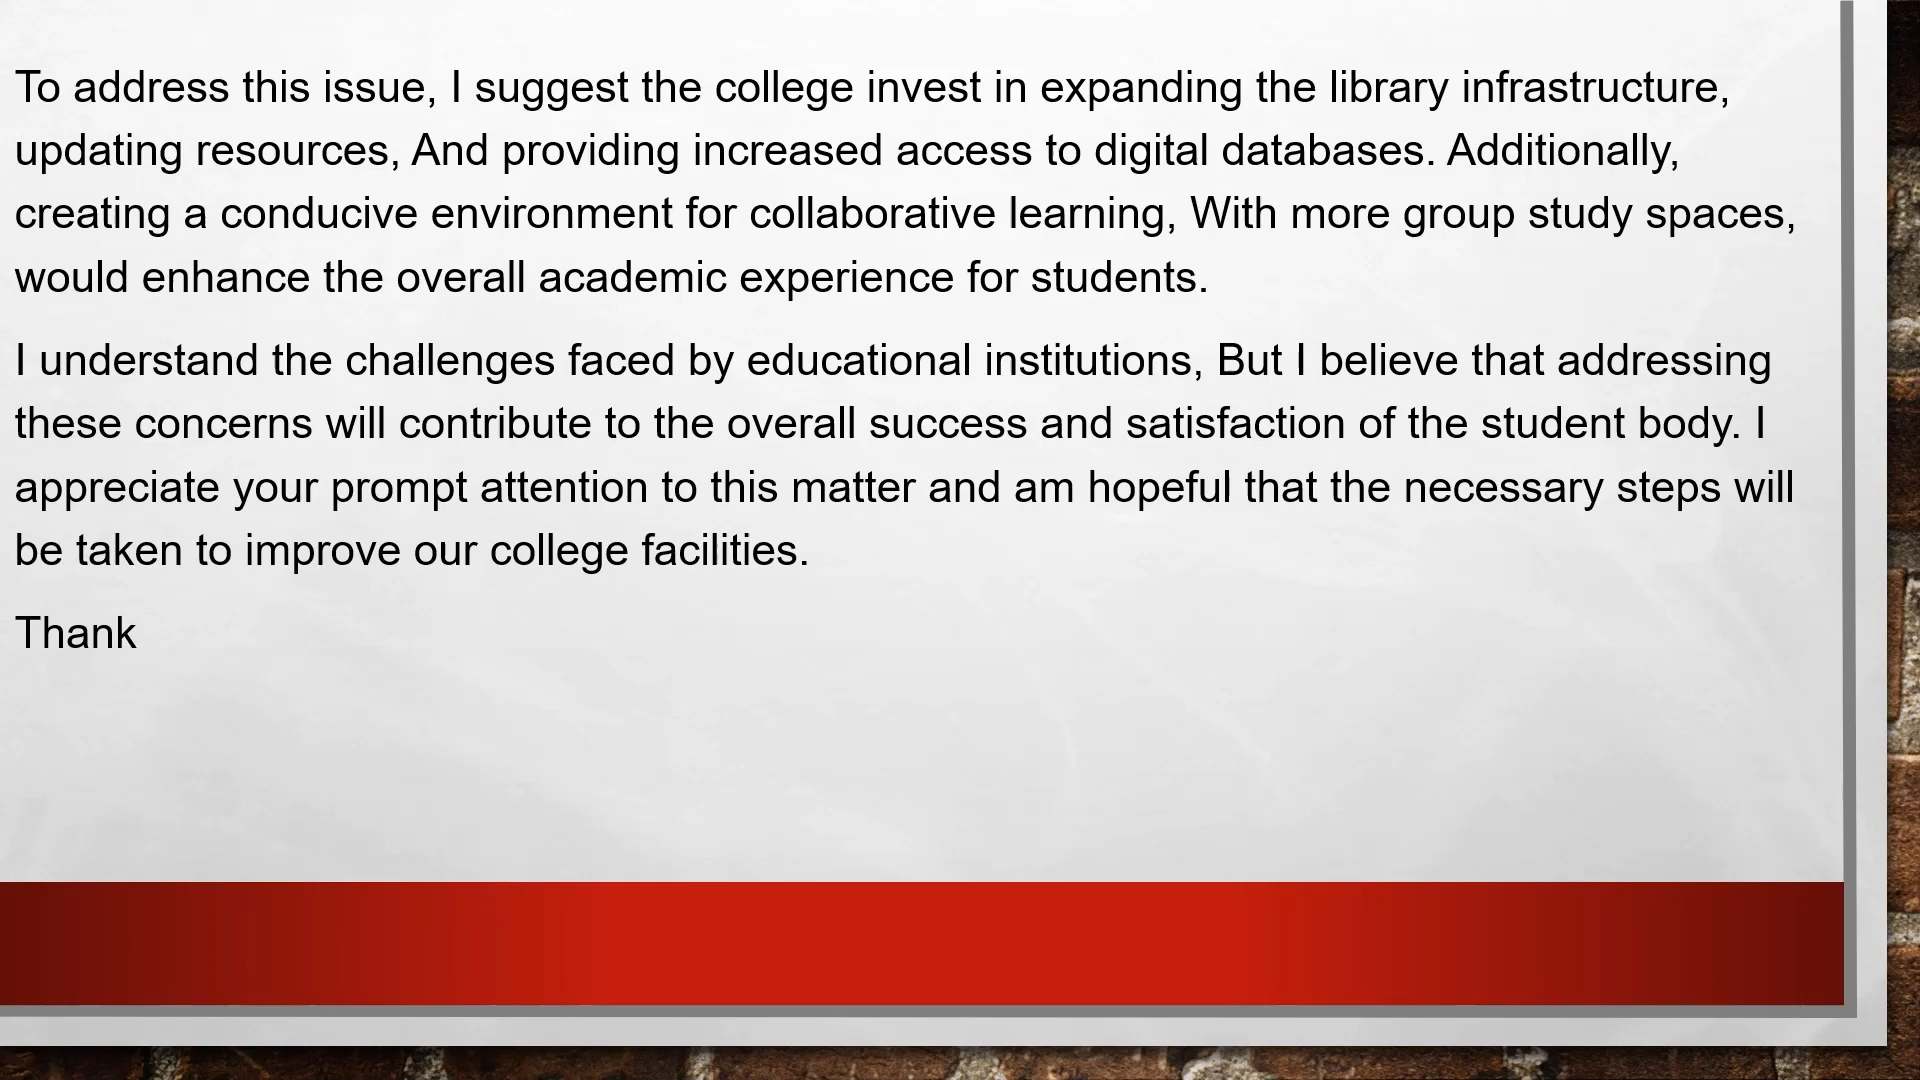 To address this issue, I suggest the college invest in expanding the library infrastructure,
updating resources, And providing increased access to digital databases. Additionally,
creating a conducive environment for collaborative learning, With more group study spaces,
would enhance the overall academic experience for students.
I understand the challenges faced by educational institutions, But I believe that addressing
these concerns will contribute to the overall success and satisfaction of the student body. I
appreciate your prompt attention to this matter and am hopeful that the necessary steps will
be taken to improve our college facilities.
Thank